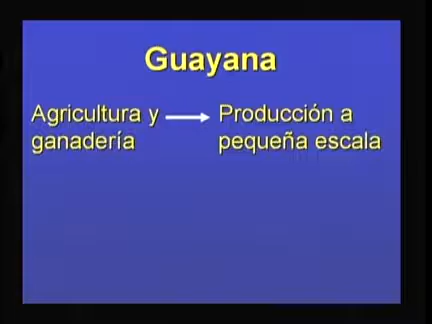 Guayana
Agricultura y
ganadería
Producción a
pequeña escala